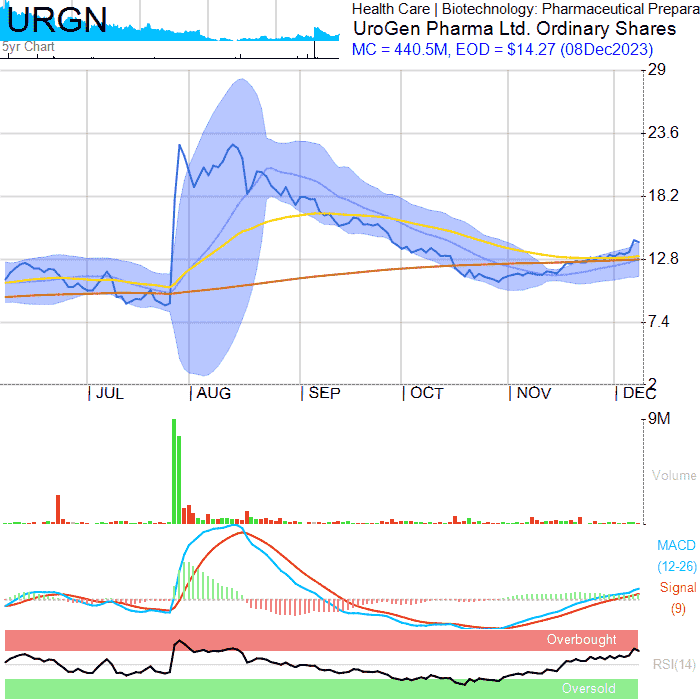 URGN
5yr Chart
Health Care | Biotechnology: Pharmaceutical Prepara
UroGen Pharma Ltd. Ordinary Shares
MC = 440.5M, EOD = $14.27 (08Dec2023)
29
23.6
18.2
12.8
7.4
2
JUL AUG SEP OCT NOV DEC
9M
Volume
MACD
(12-26)
Signal
(9)
Overbought
RSI(14)
Oversold